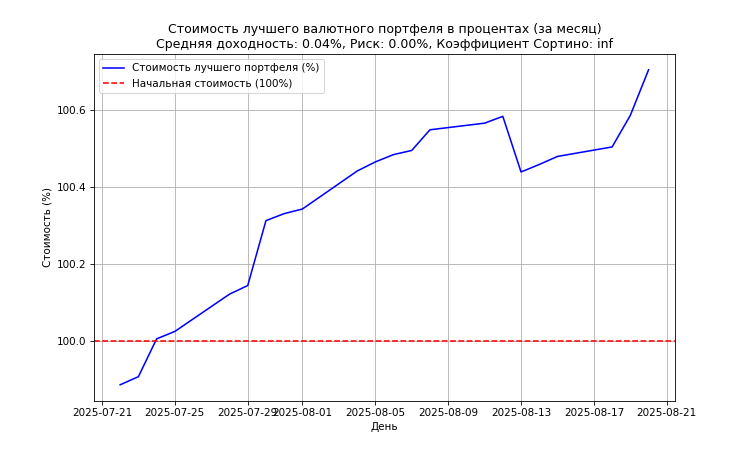 Стоимость лучшего валютного портфеля в процентах (за месяц)
Средняя доходность: 0.04%, Риск: 0.00%, Коэффициент Сортино: inf
Стоимость лучшего портфеля (%)
Начальная стоимость (100%)
Стоимость (%)
100.6
100.4
100.2
100.0
2025-07-21 2025-07-25 2025-07-29 2025-08-01 2025-08-05 2025-08-09 2025-08-13 2025-08-17 2025-08-21
День